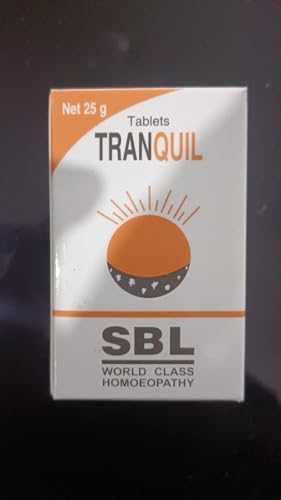 Net 25 g
Tablets
TRANQUIL
SBL
WORLD CLASS
HOMOEOPATHY